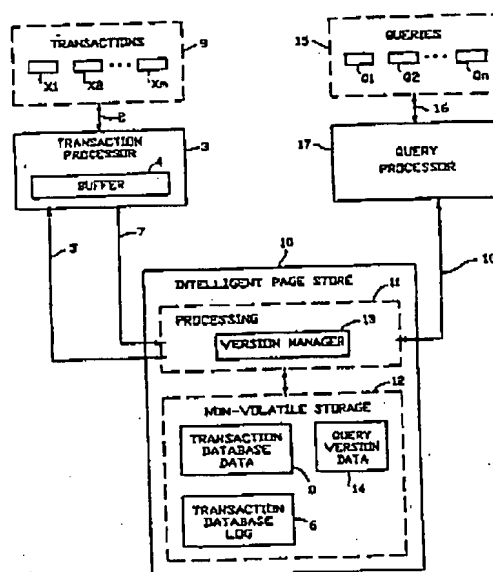 TRANSACTIONS
9
X1 X2 ... Xm
2
TRANSACTION
PROCESSOR
3
4
BUFFER
5
7
15
QUERIES
Q1 Q2 ... Qn
16
17
QUERY
PROCESSOR
10
INTELLIGENT PAGE STORE
11
PROCESSING
13
VERSION MANAGER
12
NON-VOLATILE STORAGE
TRANSACTION
DATABASE
DATA
QUERY
VERSION
DATA
14
TRANSACTION
DATABASE
LOG
6